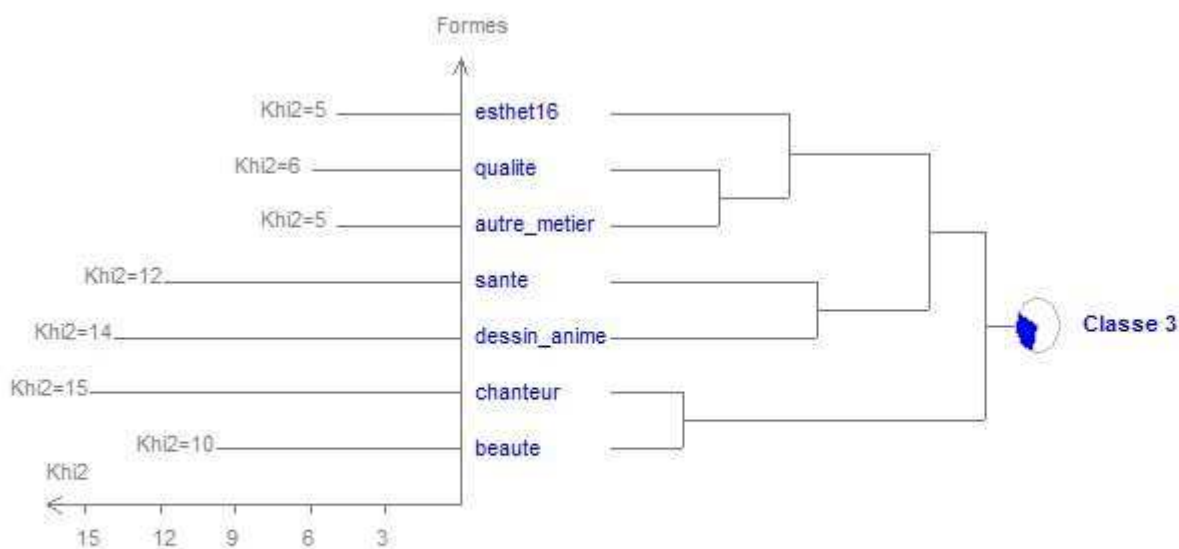 Formes
Khi2=5 esthet16
Khi2=6 qualite
Khi2=5 autre_metier
Khi2=12 sante
Khi2=14 dessin_anime
Classe 3
Khi2=15 chanteur
Khi2=10 beaute
Khi2
15 12 9 6 3